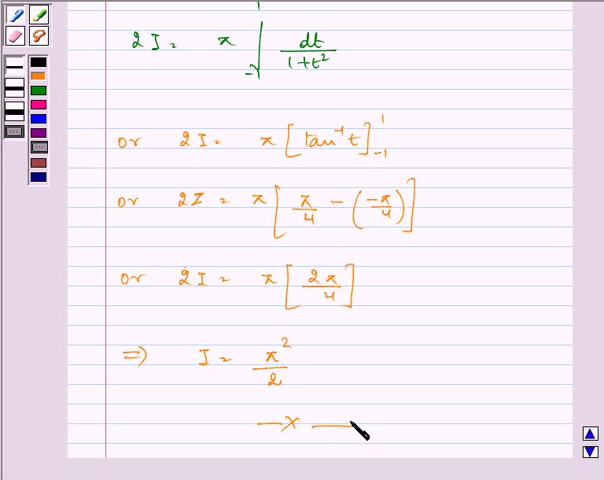 2I = π ∫_{-1}^{1} dt/(1+t²)
or 2I = π [tan⁻¹ t]_{-1}^{1}
or 2I = π [π/4 - (-π/4)]
or 2I = π [2π/4]
⇒ I = π²/2
—x—